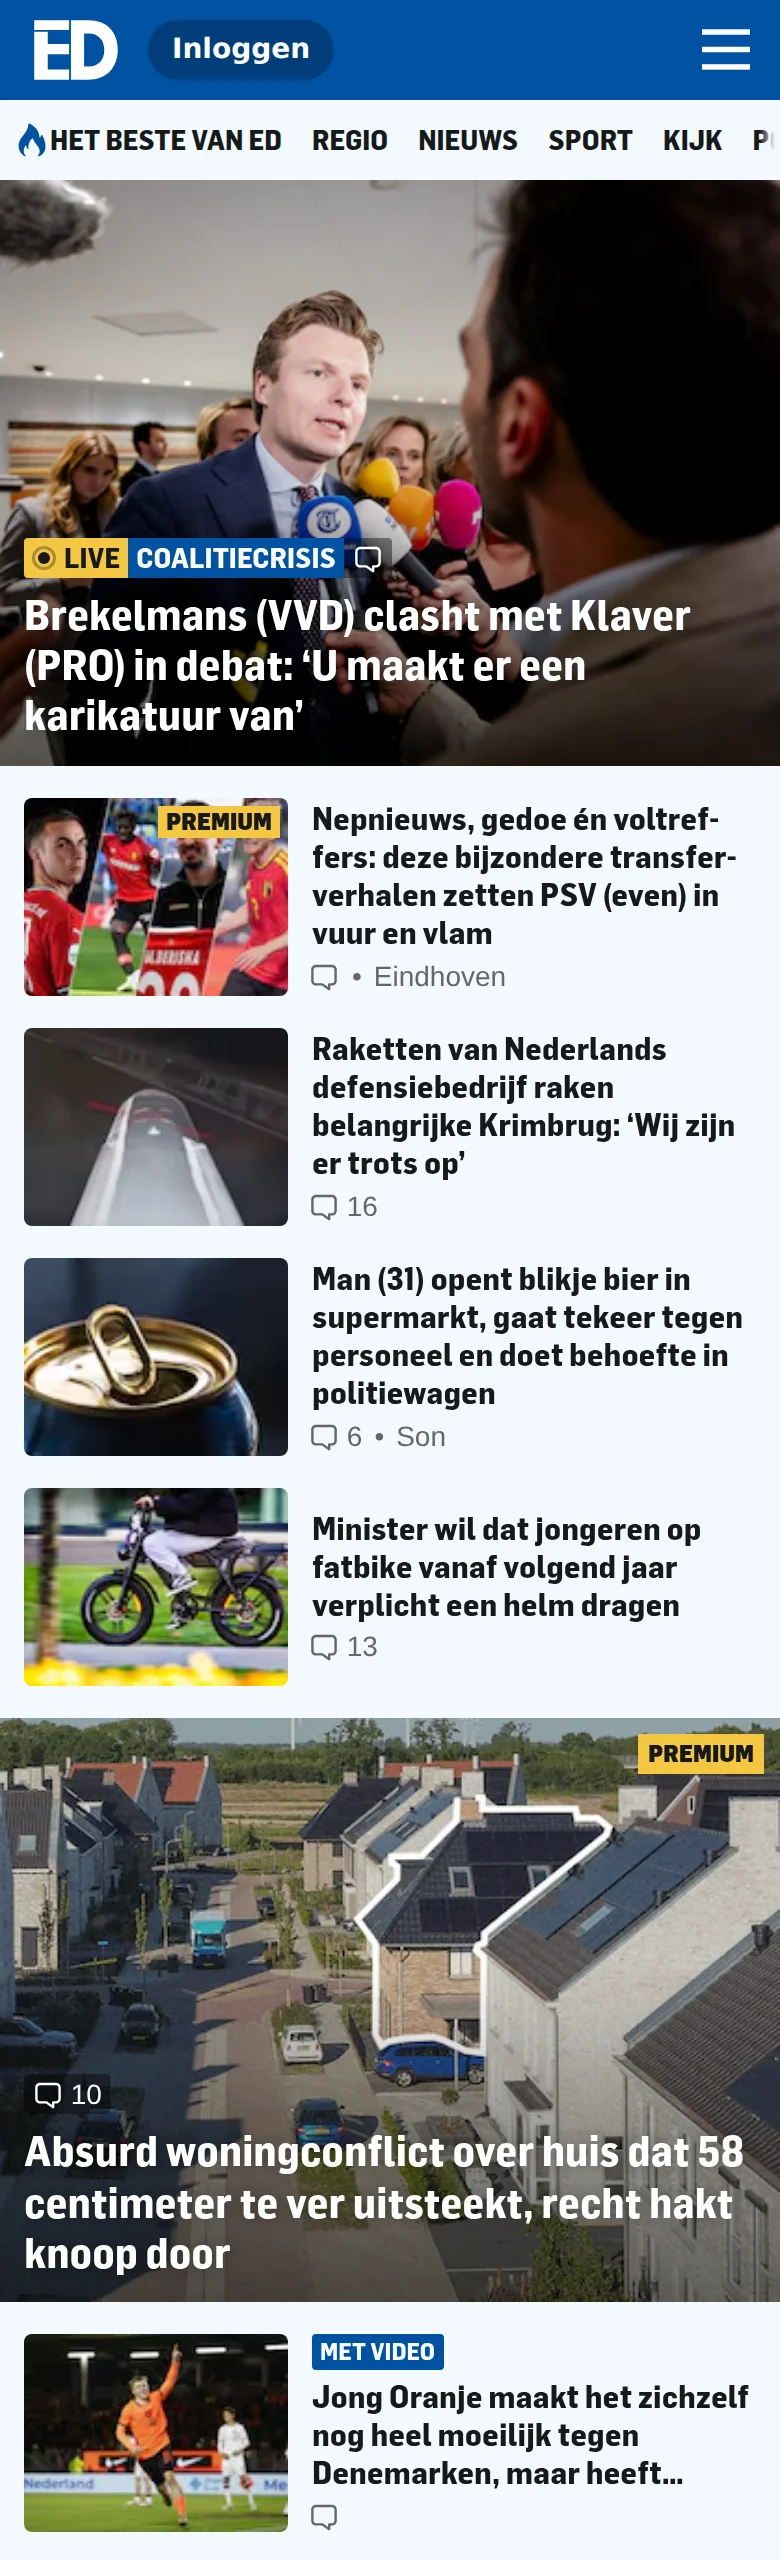 ED
Inloggen
HET BESTE VAN ED
REGIO
NIEUWS
SPORT
KIJK
LIVE
COALITIECRISIS
Brekelmans (VVD) clasht met Klaver
(PRO) in debat: ‘U maakt er een
karikatuur van’
PREMIUM
Nepnieuws, gedoe én voltref-
fers: deze bijzondere transfer-
verhalen zetten PSV (even) in
vuur en vlam
• Eindhoven
Raketten van Nederlands
defensiebedrijf raken
belangrijke Krimbrug: ‘Wij zijn
er trots op’
16
Man (31) opent blikje bier in
supermarkt, gaat tekeer tegen
personeel en doet behoefte in
politiewagen
6 • Son
Minister wil dat jongeren op
fatbike vanaf volgend jaar
verplicht een helm dragen
13
PREMIUM
10
Absurd woningconflict over huis dat 58
centimeter te ver uitsteekt, recht hakt
knoop door
Nederland
MET VIDEO
Jong Oranje maakt het zichzelf
nog heel moeilijk tegen
Denemarken, maar heeft...